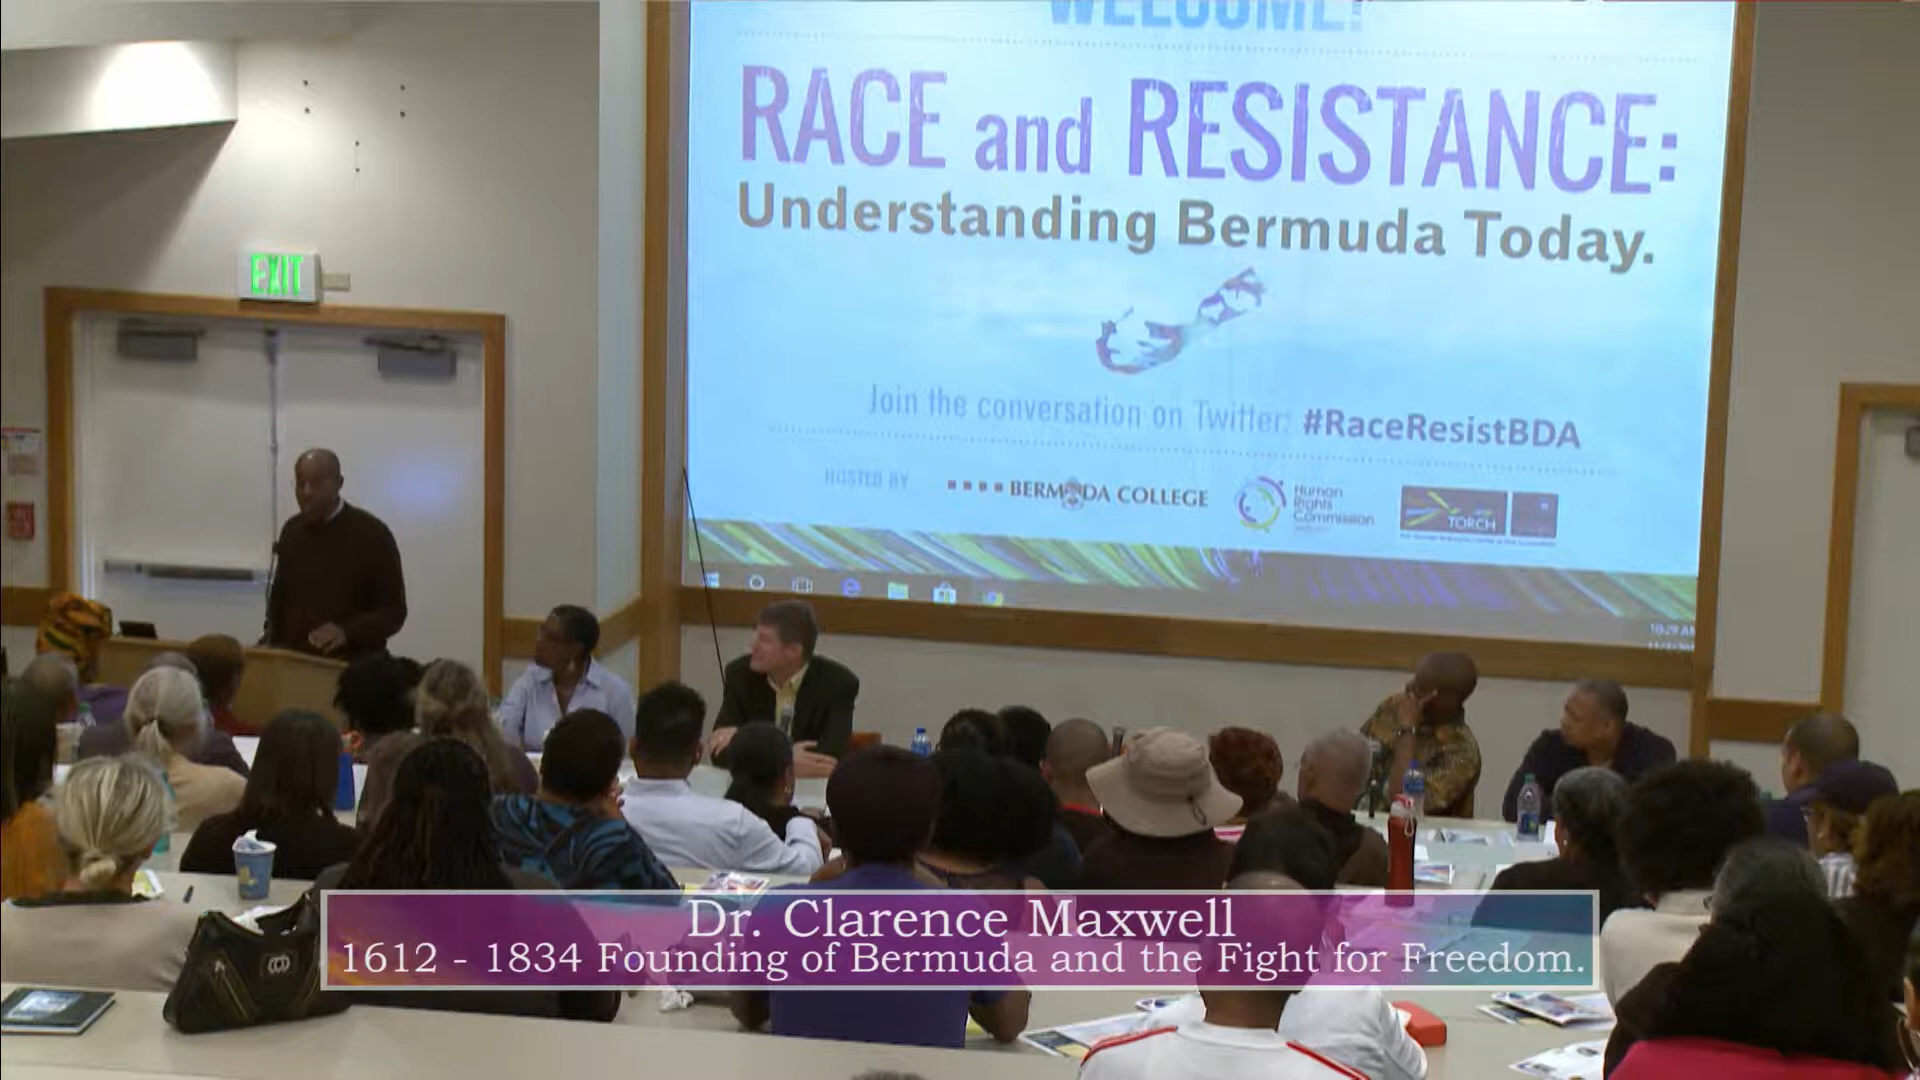 WELCOME!
RACE and RESISTANCE:
Understanding Bermuda Today.
EXIT
Join the conversation on Twitter: #RaceResistBDA
HOSTED BY
BERMUDA COLLEGE
Human
Rights
Commission
TORCH
Dr. Clarence Maxwell
1612 - 1834 Founding of Bermuda and the Fight for Freedom.